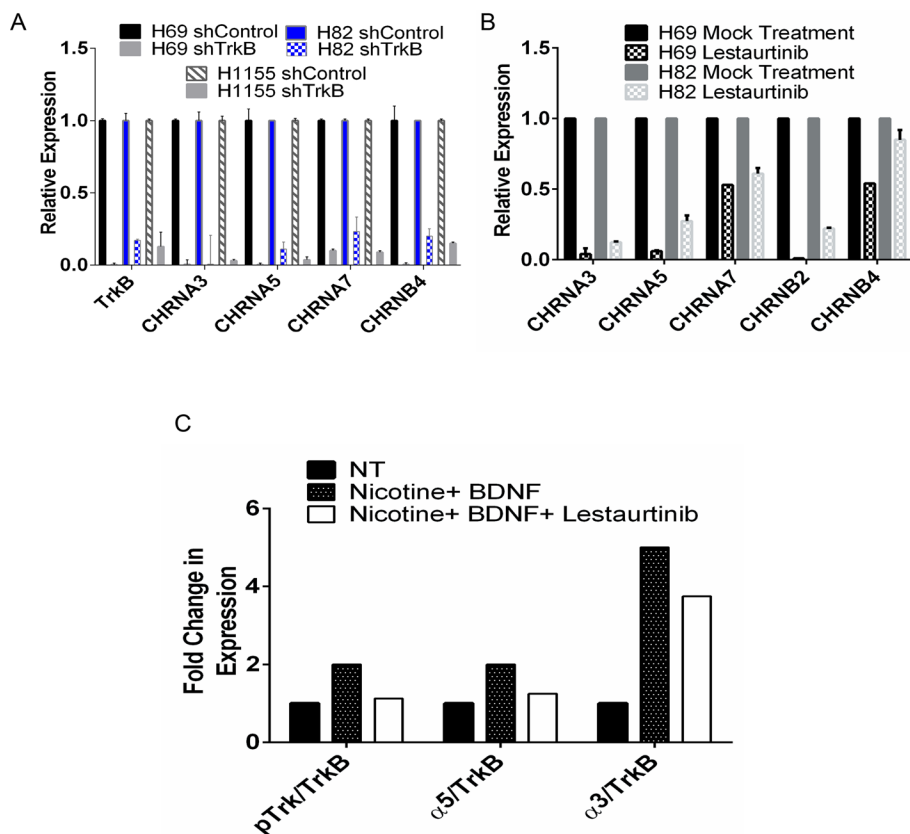 A
H69 shControl
H82 shControl
H69 shTrkB
H82 shTrkB
H1155 shControl
H1155 shTrkB
Relative Expression
1.5
1.0
0.5
0.0
TrkB
CHRNA3
CHRNA5
CHRNA7
CHRNB4
B
H69 Mock Treatment
H69 Lestaurtinib
H82 Mock Treatment
H82 Lestaurtinib
Relative Expression
1.5
1.0
0.5
0.0
CHRNA3
CHRNA5
CHRNA7
CHRNB2
CHRNB4
C
NT
Nicotine+ BDNF
Nicotine+ BDNF+ Lestaurtinib
Fold Change in
Expression
6
4
2
0
pTrk/TrkB
α5/TrkB
α3/TrkB